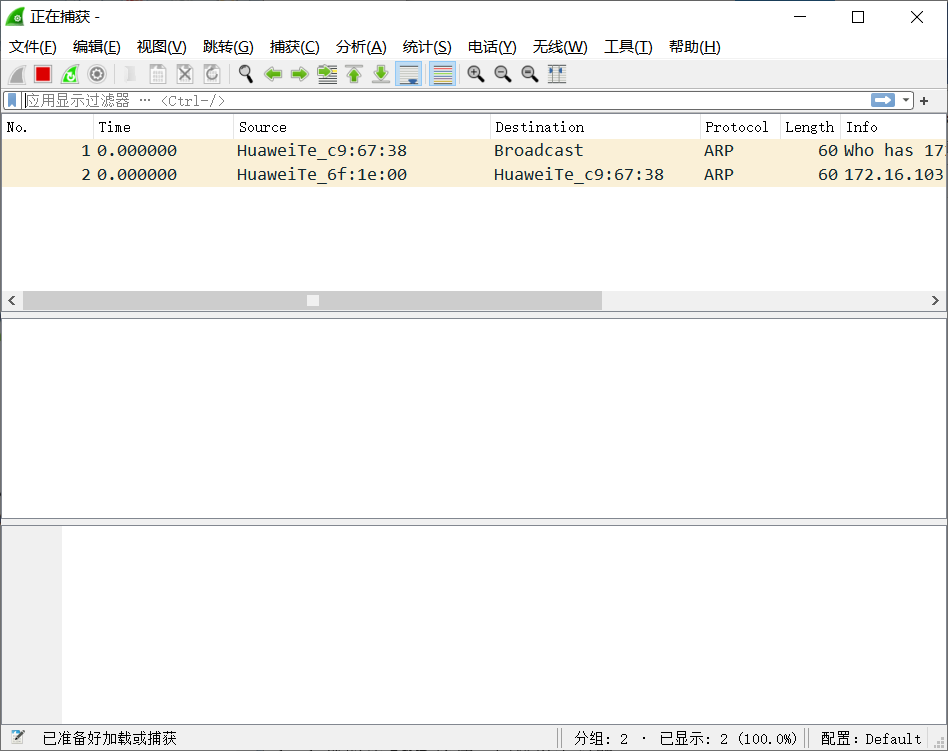 正在捕获 -
文件(F) 编辑(E) 视图(V) 跳转(G) 捕获(C) 分析(A) 统计(S) 电话(Y) 无线(W) 工具(T) 帮助(H)
应用显示过滤器 … <Ctrl-/>
No. Time Source Destination Protocol Length Info
1 0.000000 HuaweiTe_c9:67:38 Broadcast ARP 60 Who has 17
2 0.000000 HuaweiTe_6f:1e:00 HuaweiTe_c9:67:38 ARP 60 172.16.103
已准备好加载或捕获 分组: 2 · 已显示: 2 (100.0%) 配置: Default